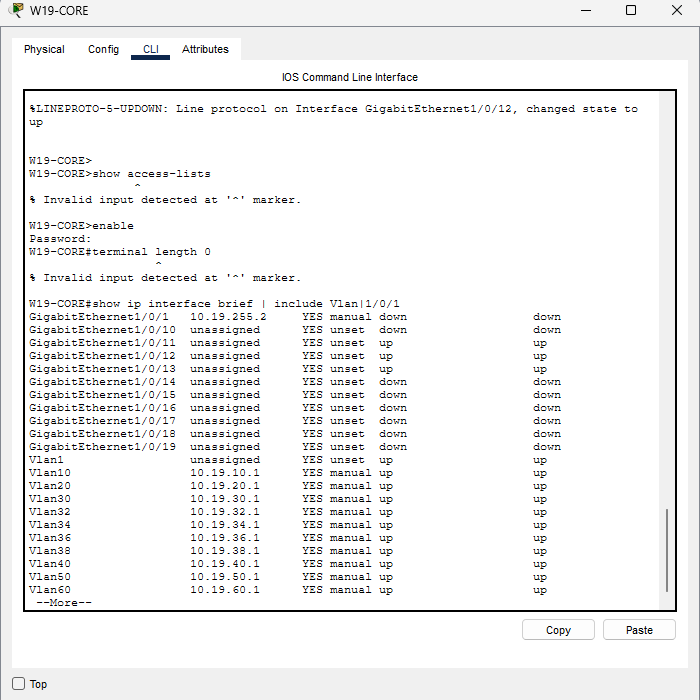 W19-CORE
Physical Config CLI Attributes
IOS Command Line Interface
%LINEPROTO-5-UPDOWN: Line protocol on Interface GigabitEthernet1/0/12, changed state to
up
W19-CORE>
W19-CORE>show access-lists
^
% Invalid input detected at '^' marker.
W19-CORE>enable
Password:
W19-CORE#terminal length 0
^
% Invalid input detected at '^' marker.
W19-CORE#show ip interface brief | include Vlan|1/0/1
GigabitEthernet1/0/1 10.19.255.2 YES manual down down
GigabitEthernet1/0/10 unassigned YES unset down down
GigabitEthernet1/0/11 unassigned YES unset up up
GigabitEthernet1/0/12 unassigned YES unset up up
GigabitEthernet1/0/13 unassigned YES unset up up
GigabitEthernet1/0/14 unassigned YES unset down down
GigabitEthernet1/0/15 unassigned YES unset down down
GigabitEthernet1/0/16 unassigned YES unset down down
GigabitEthernet1/0/17 unassigned YES unset down down
GigabitEthernet1/0/18 unassigned YES unset down down
GigabitEthernet1/0/19 unassigned YES unset down down
Vlan1 unassigned YES unset up up
Vlan10 10.19.10.1 YES manual up up
Vlan20 10.19.20.1 YES manual up up
Vlan30 10.19.30.1 YES manual up up
Vlan32 10.19.32.1 YES manual up up
Vlan34 10.19.34.1 YES manual up up
Vlan36 10.19.36.1 YES manual up up
Vlan38 10.19.38.1 YES manual up up
Vlan40 10.19.40.1 YES manual up up
Vlan50 10.19.50.1 YES manual up up
Vlan60 10.19.60.1 YES manual up up
--More--
Copy Paste
Top